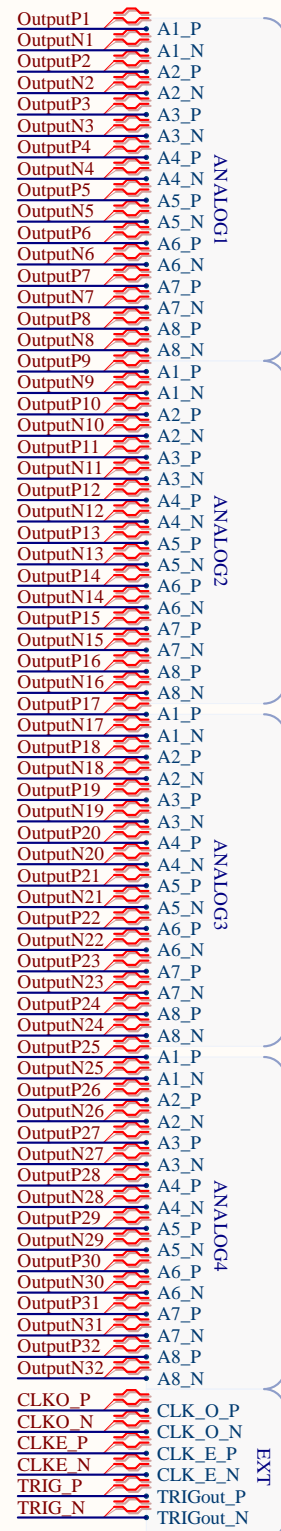 OutputP1 A1_P
OutputN1 A1_N
OutputP2 A2_P
OutputN2 A2_N
OutputP3 A3_P
OutputN3 A3_N
OutputP4 A4_P
OutputN4 A4_N
OutputP5 A5_P
OutputN5 A5_N
OutputP6 A6_P
OutputN6 A6_N
OutputP7 A7_P
OutputN7 A7_N
OutputP8 A8_P
OutputN8 A8_N
ANALOG1
OutputP9 A1_P
OutputN9 A1_N
OutputP10 A2_P
OutputN10 A2_N
OutputP11 A3_P
OutputN11 A3_N
OutputP12 A4_P
OutputN12 A4_N
OutputP13 A5_P
OutputN13 A5_N
OutputP14 A6_P
OutputN14 A6_N
OutputP15 A7_P
OutputN15 A7_N
OutputP16 A8_P
OutputN16 A8_N
ANALOG2
OutputP17 A1_P
OutputN17 A1_N
OutputP18 A2_P
OutputN18 A2_N
OutputP19 A3_P
OutputN19 A3_N
OutputP20 A4_P
OutputN20 A4_N
OutputP21 A5_P
OutputN21 A5_N
OutputP22 A6_P
OutputN22 A6_N
OutputP23 A7_P
OutputN23 A7_N
OutputP24 A8_P
OutputN24 A8_N
ANALOG3
OutputP25 A1_P
OutputN25 A1_N
OutputP26 A2_P
OutputN26 A2_N
OutputP27 A3_P
OutputN27 A3_N
OutputP28 A4_P
OutputN28 A4_N
OutputP29 A5_P
OutputN29 A5_N
OutputP30 A6_P
OutputN30 A6_N
OutputP31 A7_P
OutputN31 A7_N
OutputP32 A8_P
OutputN32 A8_N
ANALOG4
CLKO_P CLK_O_P
CLKO_N CLK_O_N
CLKE_P CLK_E_P
CLKE_N CLK_E_N
TRIG_P TRIGout_P
TRIG_N TRIGout_N
EXT